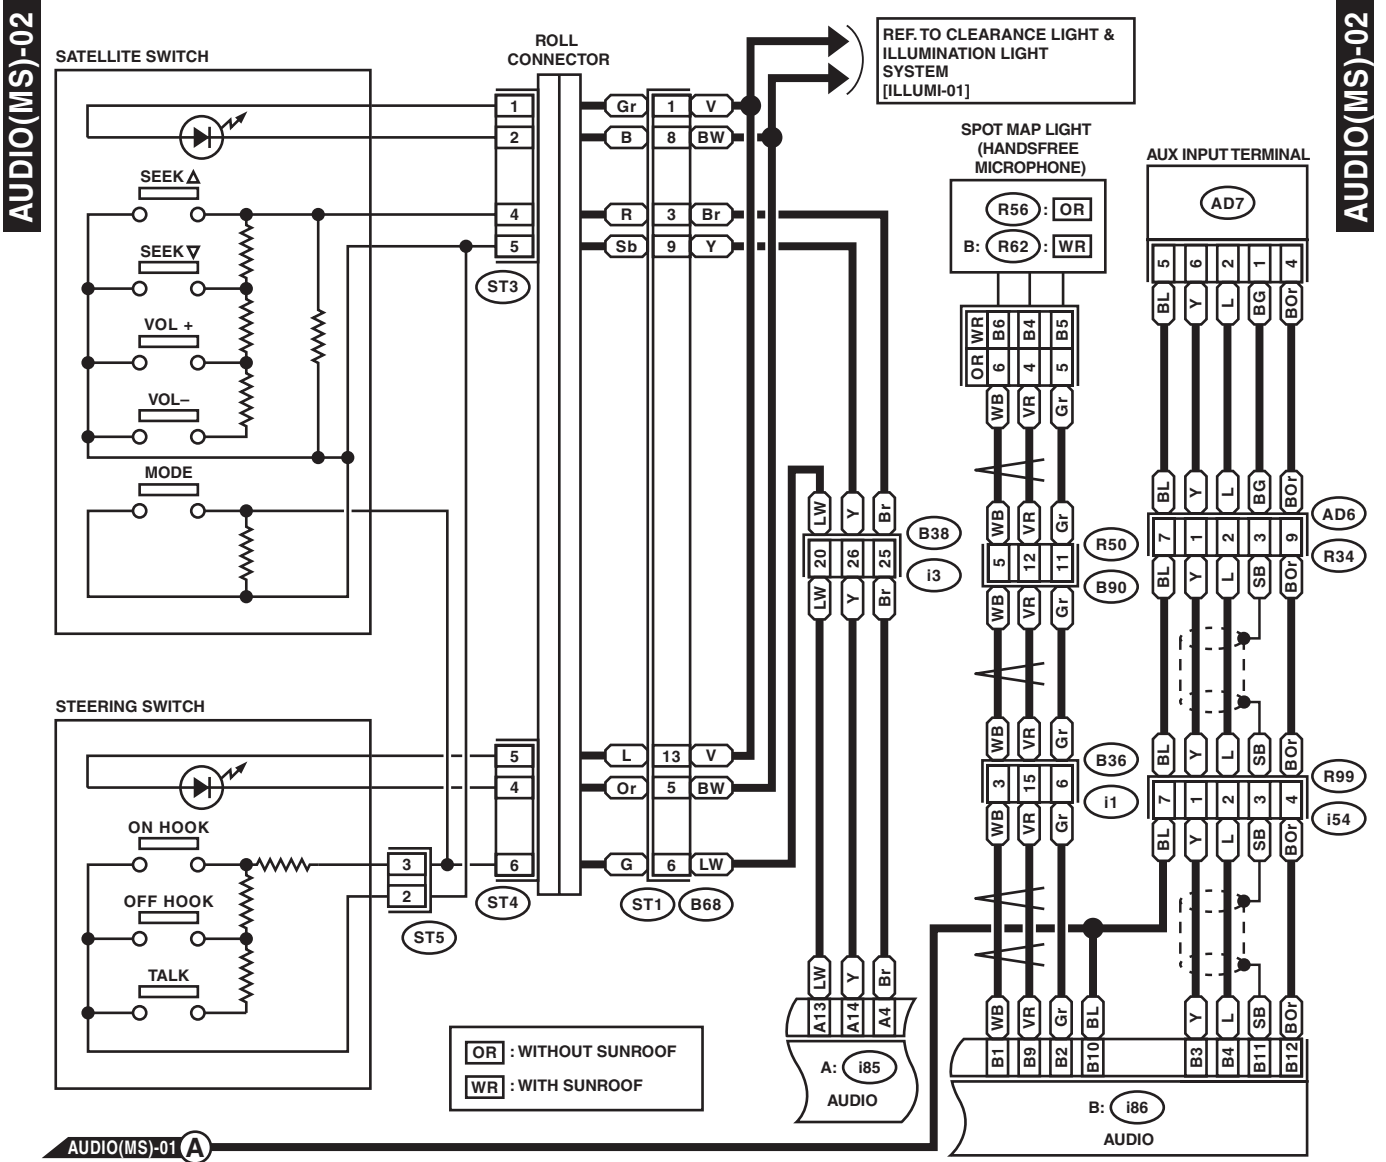 AUDIO(MS)-02
AUDIO(MS)-02
SATELLITE SWITCH
ROLL
CONNECTOR
REF. TO CLEARANCE LIGHT &
ILLUMINATION LIGHT
SYSTEM
[ILLUMI-01]
1 Gr 1 V
2 B 8 BW
SEEK △
4 R 3 Br
5 Sb 9 Y
SEEK ▽
ST3
VOL +
VOL–
MODE
SPOT MAP LIGHT
(HANDSFREE
MICROPHONE)
R56 : OR
B: R62 : WR
WR B6 B4 B5
OR 6 4 5
WB VR Gr
WB VR Gr
5 12 11
R50
B90
WB VR Gr
WB VR Gr
3 15 6
B36
i1
WB VR Gr
WB VR Gr BL
B1 B9 B2 B10
AUX INPUT TERMINAL
AD7
5 6 2 1 4
BL Y L BG BOr
BL Y L BG BOr
7 1 2 3 9
AD6
R34
BL Y L SB BOr
BL Y L SB BOr
7 1 2 3 4
R99
i54
BL Y L SB BOr
Y L SB BOr
B3 B4 B11 B12
B: i86
AUDIO
LW Y Br
20 26 25
B38
i3
LW Y Br
LW Y Br
A13 A14 A4
A: i85
AUDIO
STEERING SWITCH
5 L 13 V
4 Or 5 BW
ON HOOK
3 6 G 6 LW
2
OFF HOOK
ST5
ST4
ST1 B68
TALK
OR : WITHOUT SUNROOF
WR : WITH SUNROOF
AUDIO(MS)-01 A